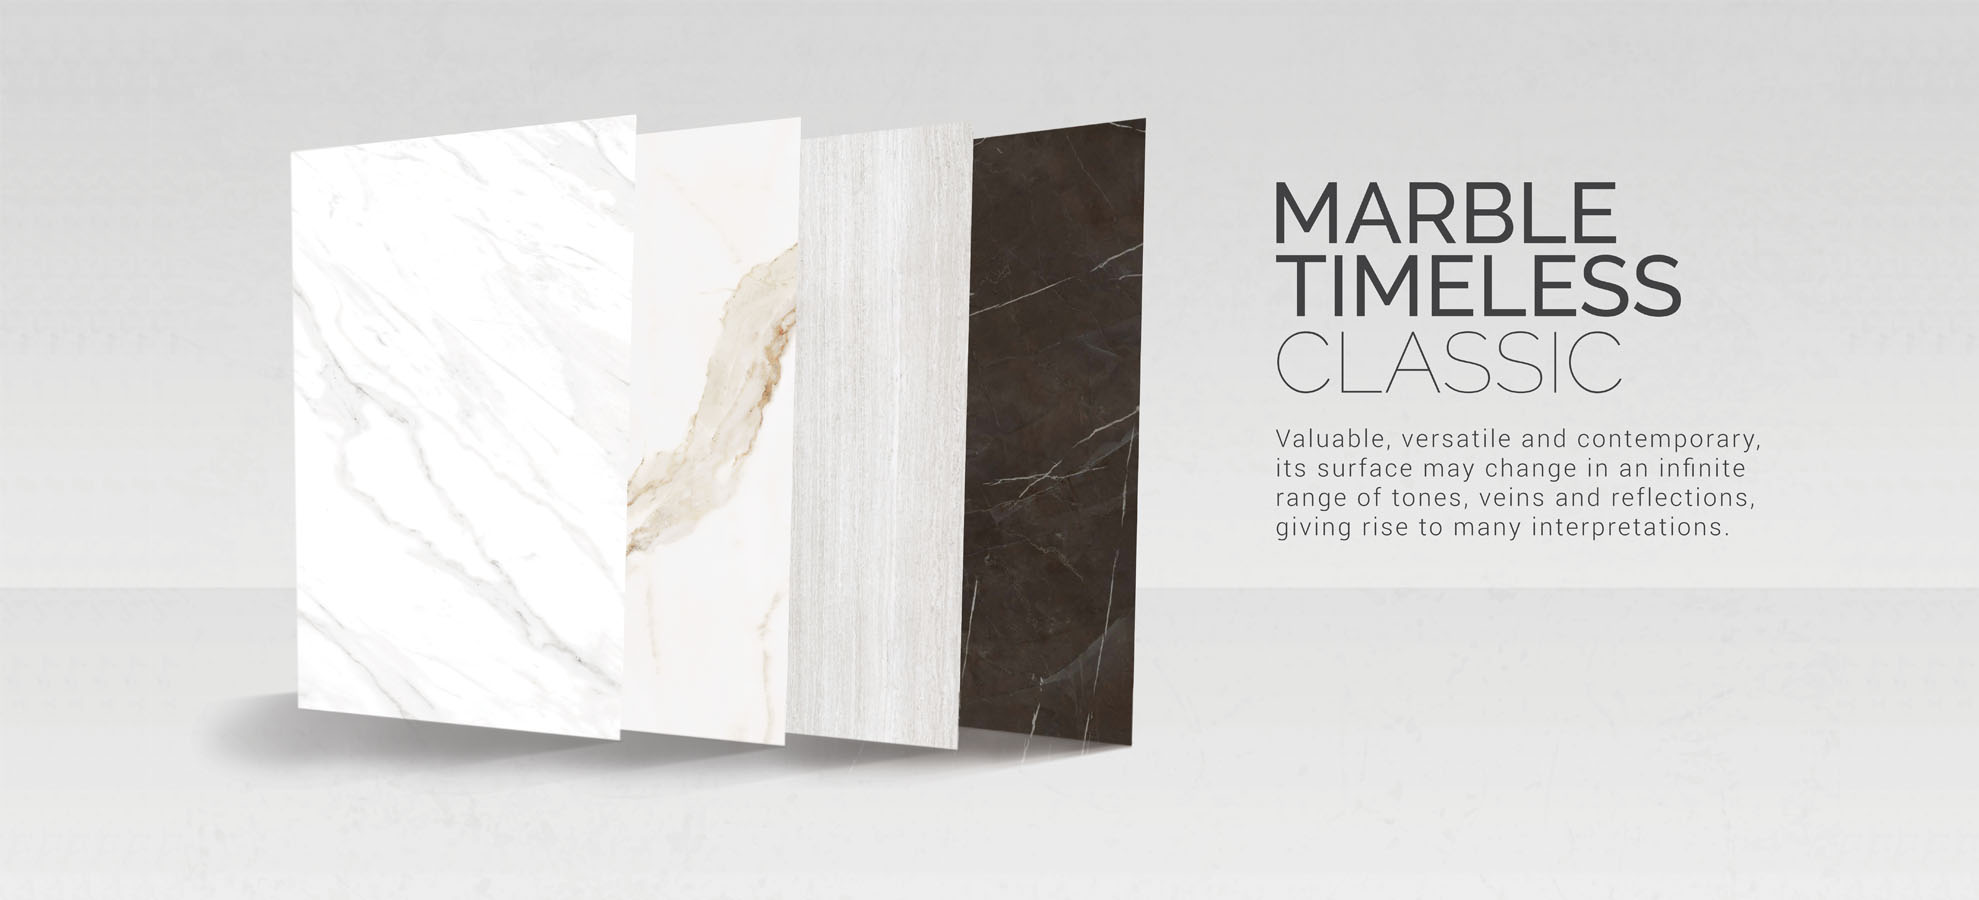 MARBLE
TIMELESS
CLASSIC
Valuable, versatile and contemporary,
its surface may change in an infinite
range of tones, veins and reflections,
giving rise to many interpretations.